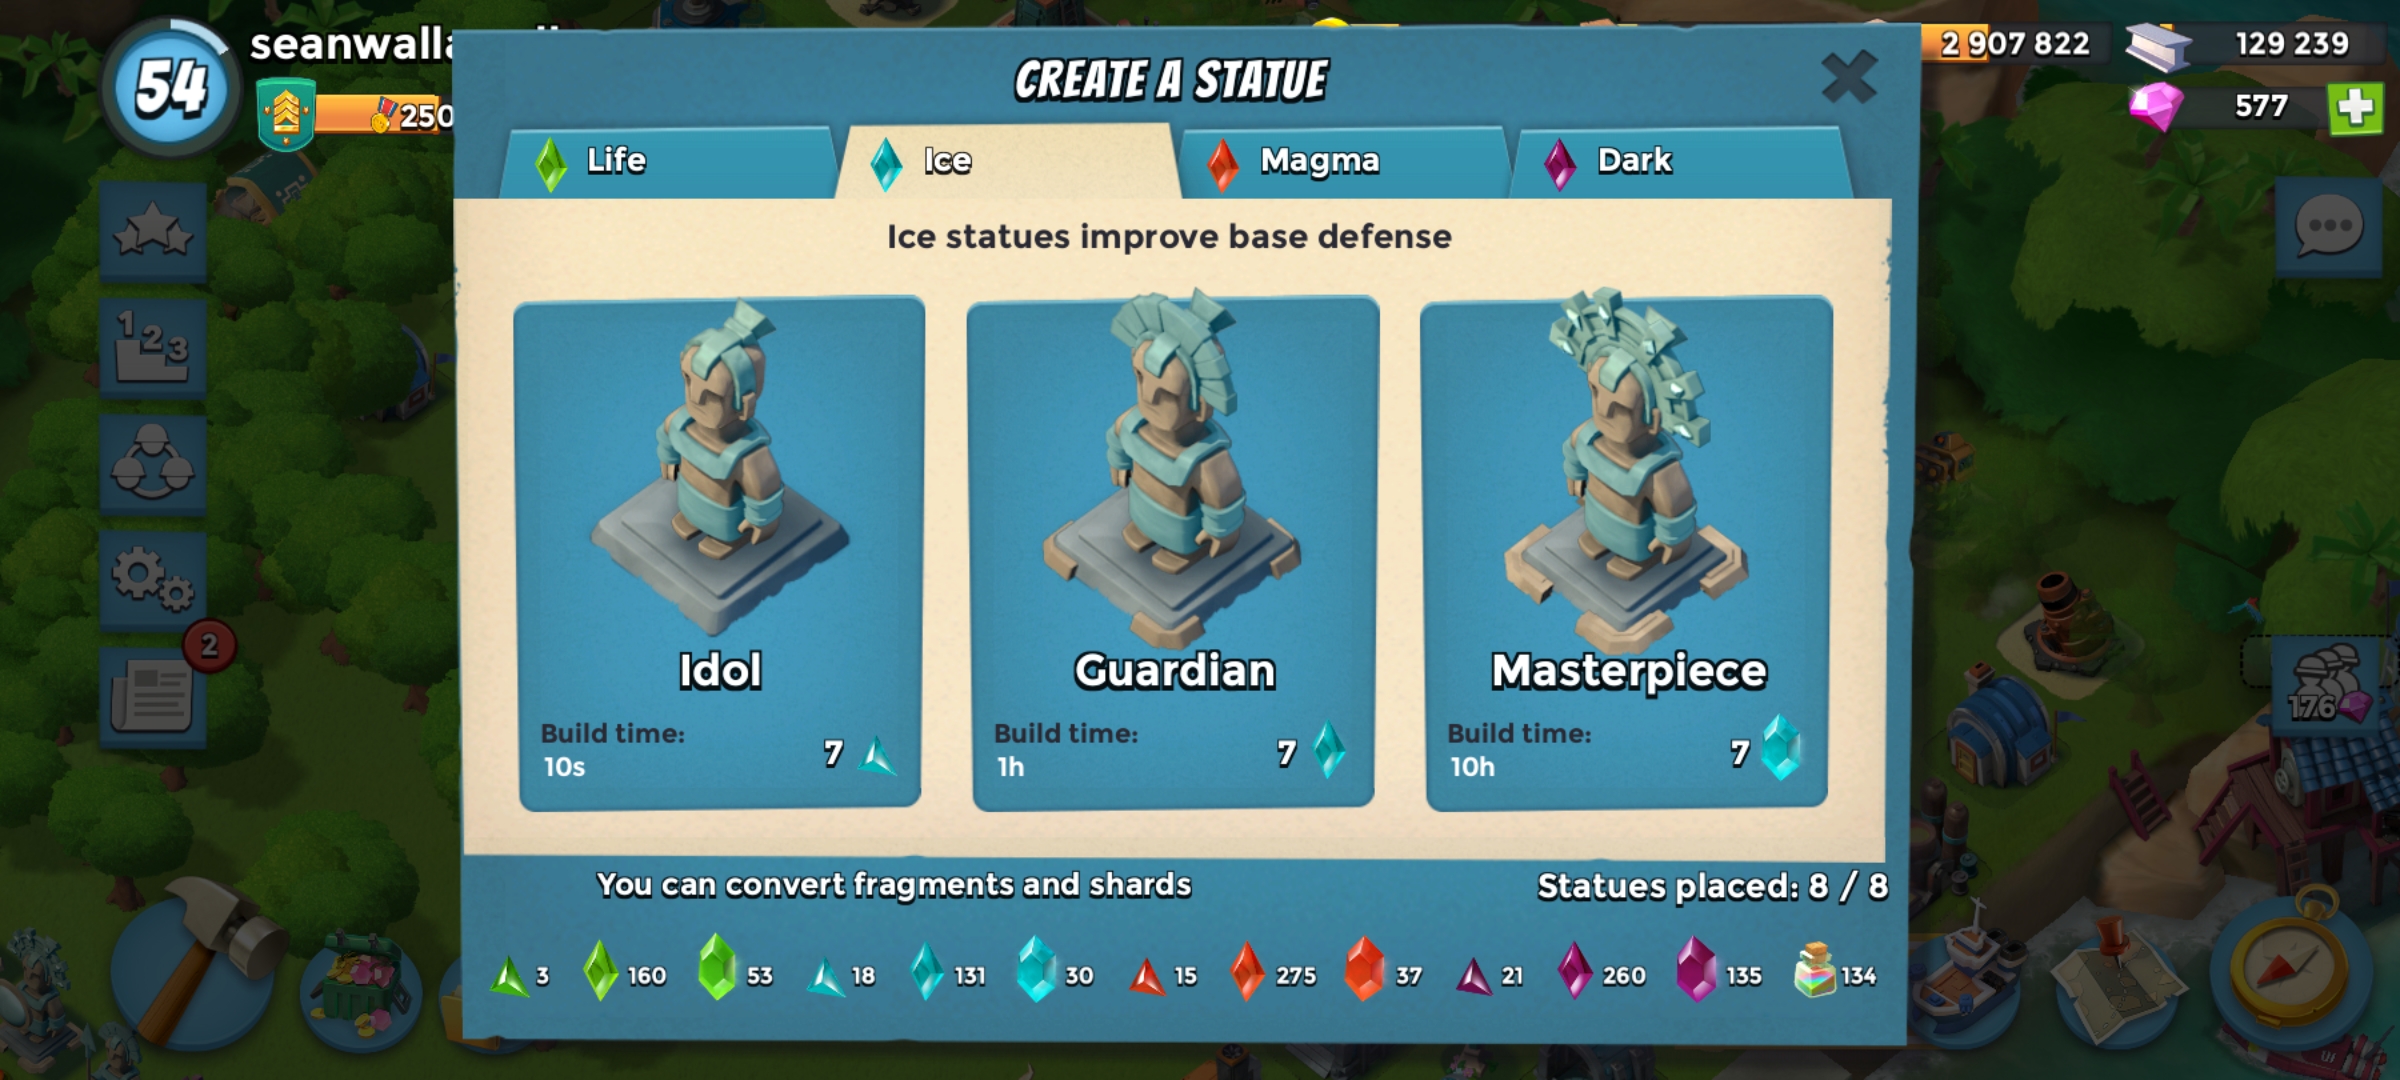 54
250
2 907 822
129 239
577
CREATE A STATUE
Life
Ice
Magma
Dark
Ice statues improve base defense
1 2 3
2
176
Idol
Build time:
10s
7
Guardian
Build time:
1h
7
Masterpiece
Build time:
10h
7
You can convert fragments and shards
Statues placed: 8 / 8
3 160 53 18 131 30 15 275 37 21 260 135 134